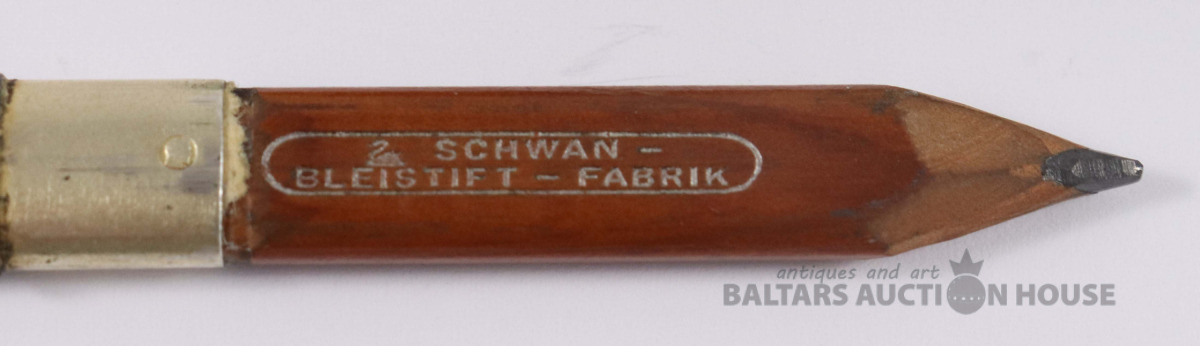 SCHWAN -
BLEISTIFT - FABRIK
antiques and art
BALTARS AUCTION HOUSE